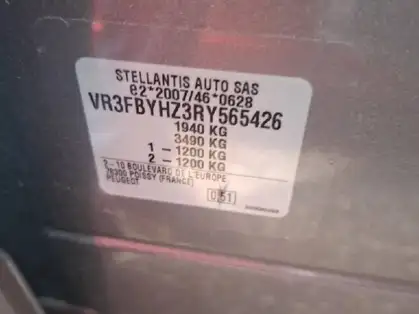 STELLANTIS AUTO SAS
e2*2007/46*0628
VR3FBYHZ3RY565426
1940 KG
3490 KG
1 - 1200 KG
2 - 1200 KG
2-10 BOULEVARD DE L'EUROPE
78300 POISSY (FRANCE)
PEUGEOT